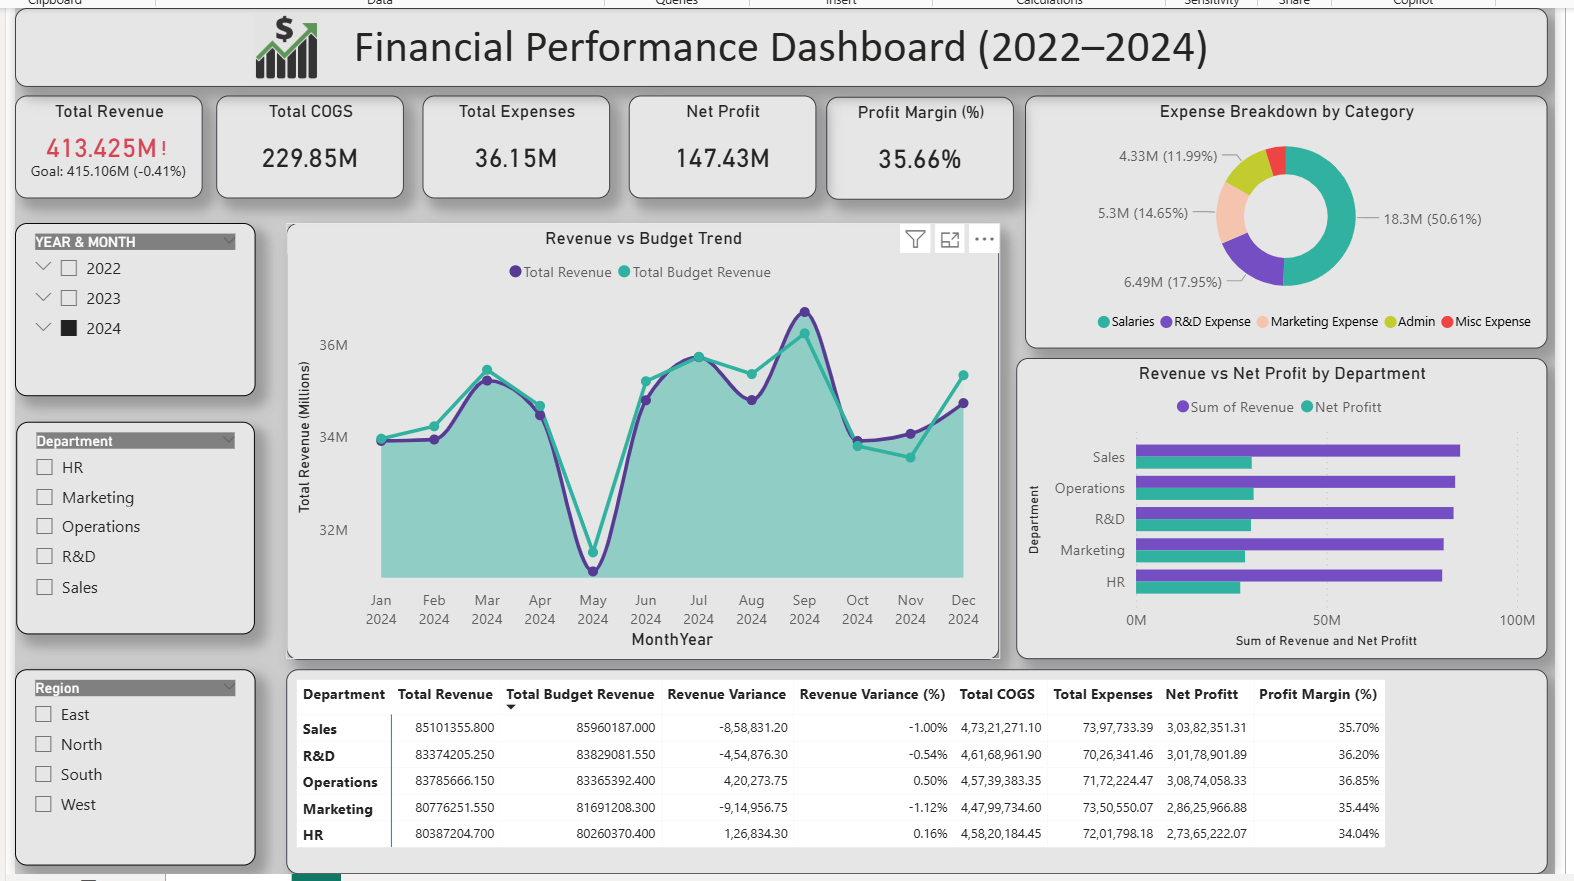 Clipboard Data Queries Insert Calculations Sensitivity Share Copilot
$
Financial Performance Dashboard (2022–2024)
Total Revenue
413.425M !
Goal: 415.106M (-0.41%)
Total COGS
229.85M
Total Expenses
36.15M
Net Profit
147.43M
Profit Margin (%)
35.66%
Expense Breakdown by Category
4.33M (11.99%)
5.3M (14.65%)
18.3M (50.61%)
6.49M (17.95%)
Salaries R&D Expense Marketing Expense Admin Misc Expense
YEAR & MONTH
2022
2023
2024
Department
HR
Marketing
Operations
R&D
Sales
Region
East
North
South
West
Revenue vs Budget Trend
Total Revenue Total Budget Revenue
Total Revenue (Millions)
36M
34M
32M
Jan Feb Mar Apr May Jun Jul Aug Sep Oct Nov Dec
2024 2024 2024 2024 2024 2024 2024 2024 2024 2024 2024 2024
MonthYear
Revenue vs Net Profit by Department
Sum of Revenue Net Profitt
Department
Sales
Operations
R&D
Marketing
HR
0M 50M 100M
Sum of Revenue and Net Profitt
Department Total Revenue Total Budget Revenue Revenue Variance Revenue Variance (%) Total COGS Total Expenses Net Profitt Profit Margin (%)
Sales 85101355.800 85960187.000 -8,58,831.20 -1.00% 4,73,21,271.10 73,97,733.39 3,03,82,351.31 35.70%
R&D 83374205.250 83829081.550 -4,54,876.30 -0.54% 4,61,68,961.90 70,26,341.46 3,01,78,901.89 36.20%
Operations 83785666.150 83365392.400 4,20,273.75 0.50% 4,57,39,383.35 71,72,224.47 3,08,74,058.33 36.85%
Marketing 80776251.550 81691208.300 -9,14,956.75 -1.12% 4,47,99,734.60 73,50,550.07 2,86,25,966.88 35.44%
HR 80387204.700 80260370.400 1,26,834.30 0.16% 4,58,20,184.45 72,01,798.18 2,73,65,222.07 34.04%